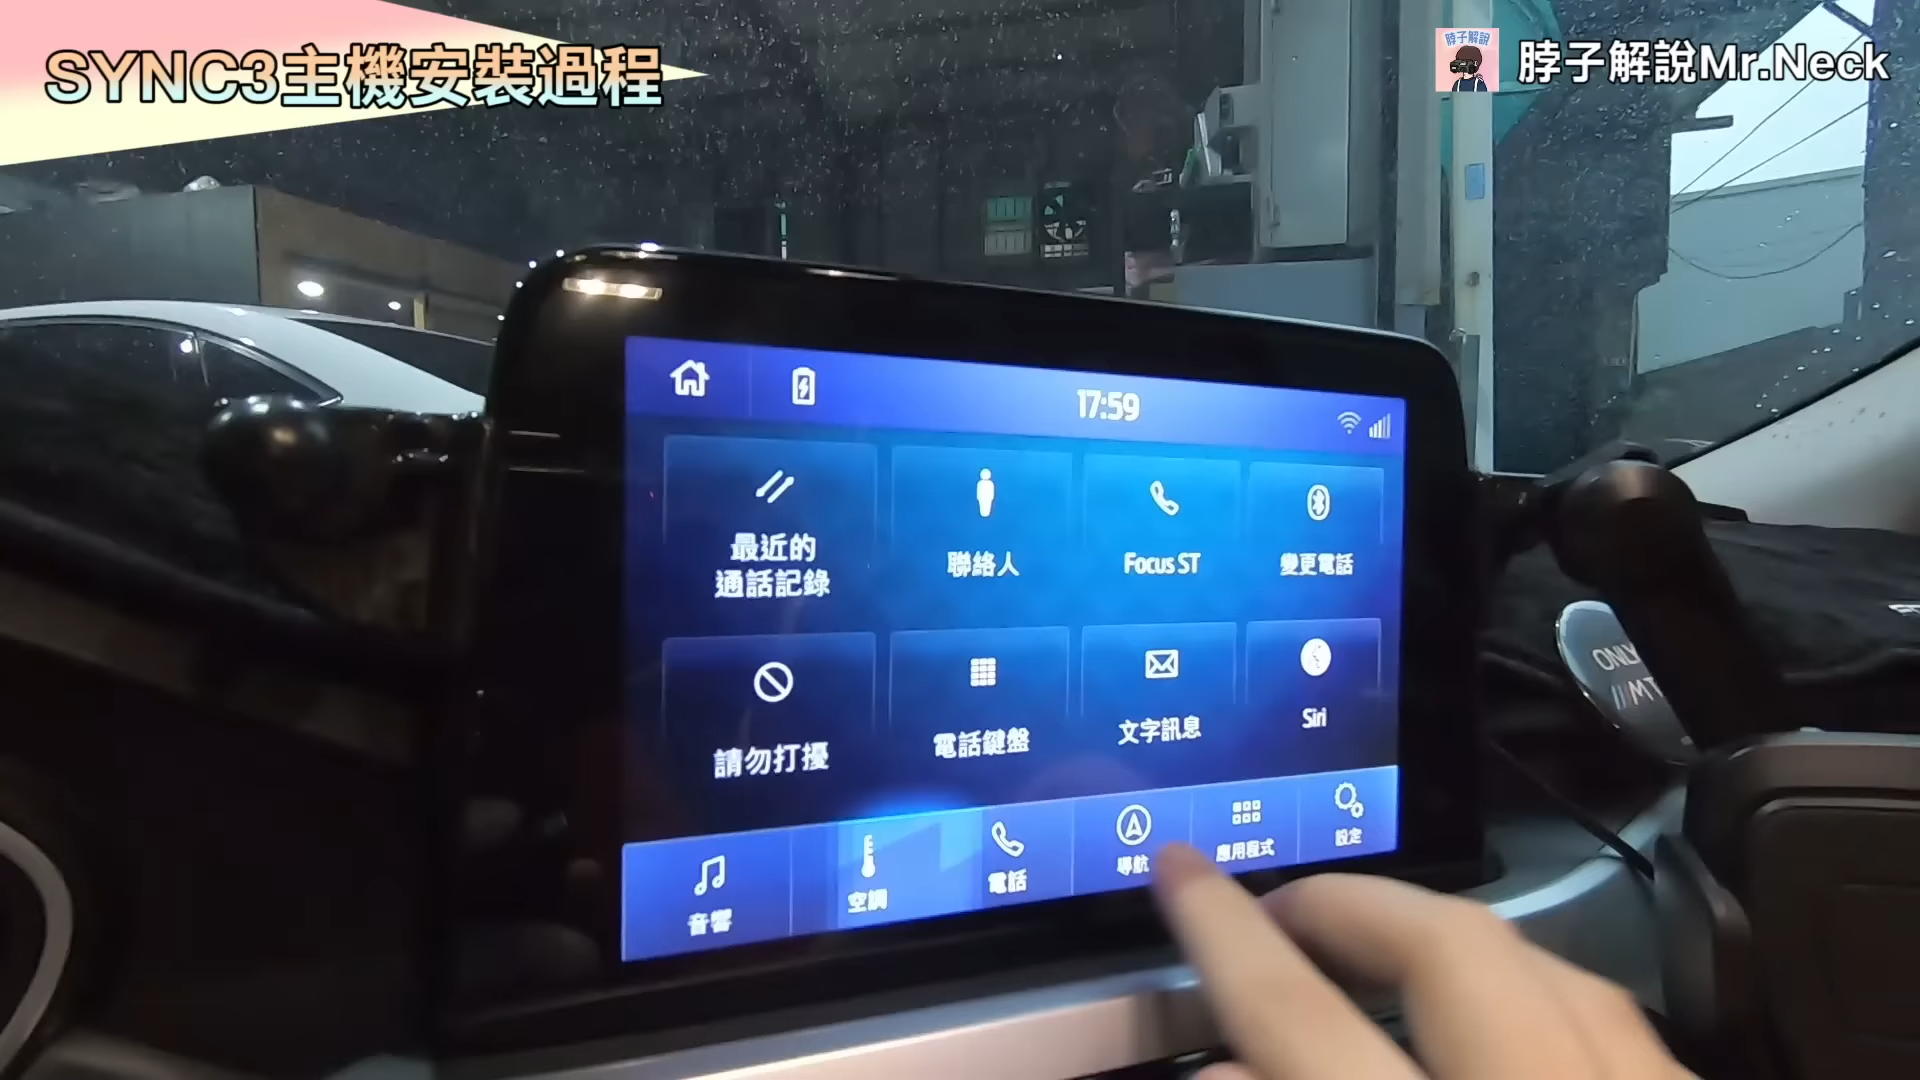 SYNC3主機安裝過程
脖子解說
脖子解說Mr.Neck
17:59
最近的
通話記錄
聯絡人
Focus ST
變更電話
請勿打擾
電話鍵盤
文字訊息
Siri
音響
空調
電話
導航
應用程式
設定
ONLY
//MT